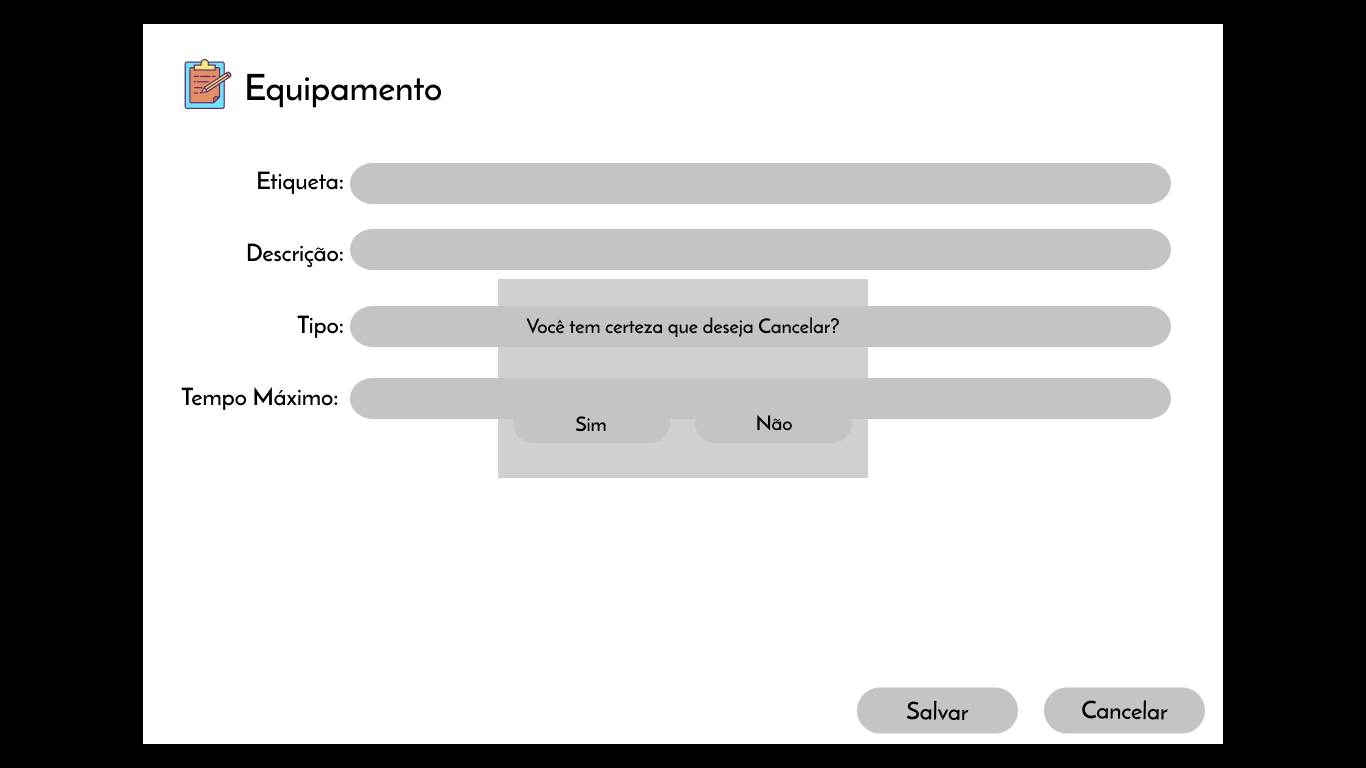 Equipamento
Etiqueta:
Descrição:
Tipo:
Você tem certeza que deseja Cancelar?
Tempo Máximo:
Sim Não
Salvar Cancelar